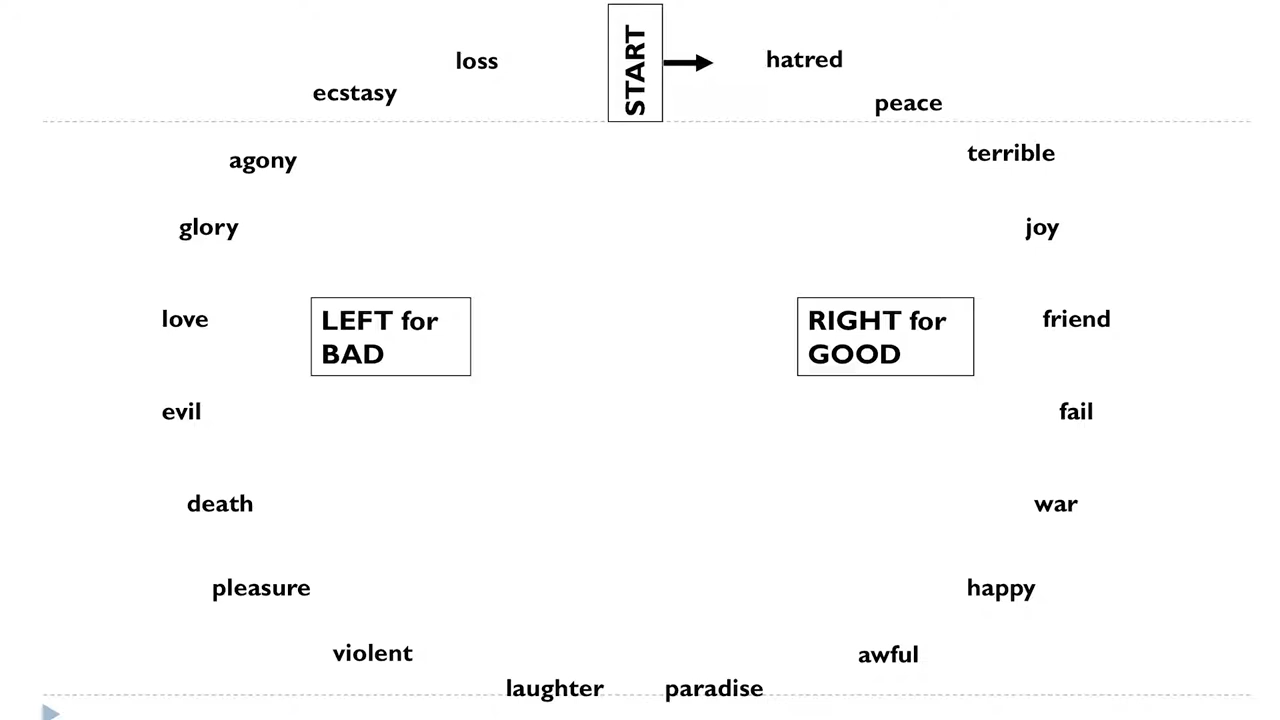 START
hatred
peace
terrible
joy
friend
fail
war
happy
awful
paradise
laughter
violent
pleasure
death
evil
love
glory
agony
ecstasy
loss
LEFT for
BAD
RIGHT for
GOOD